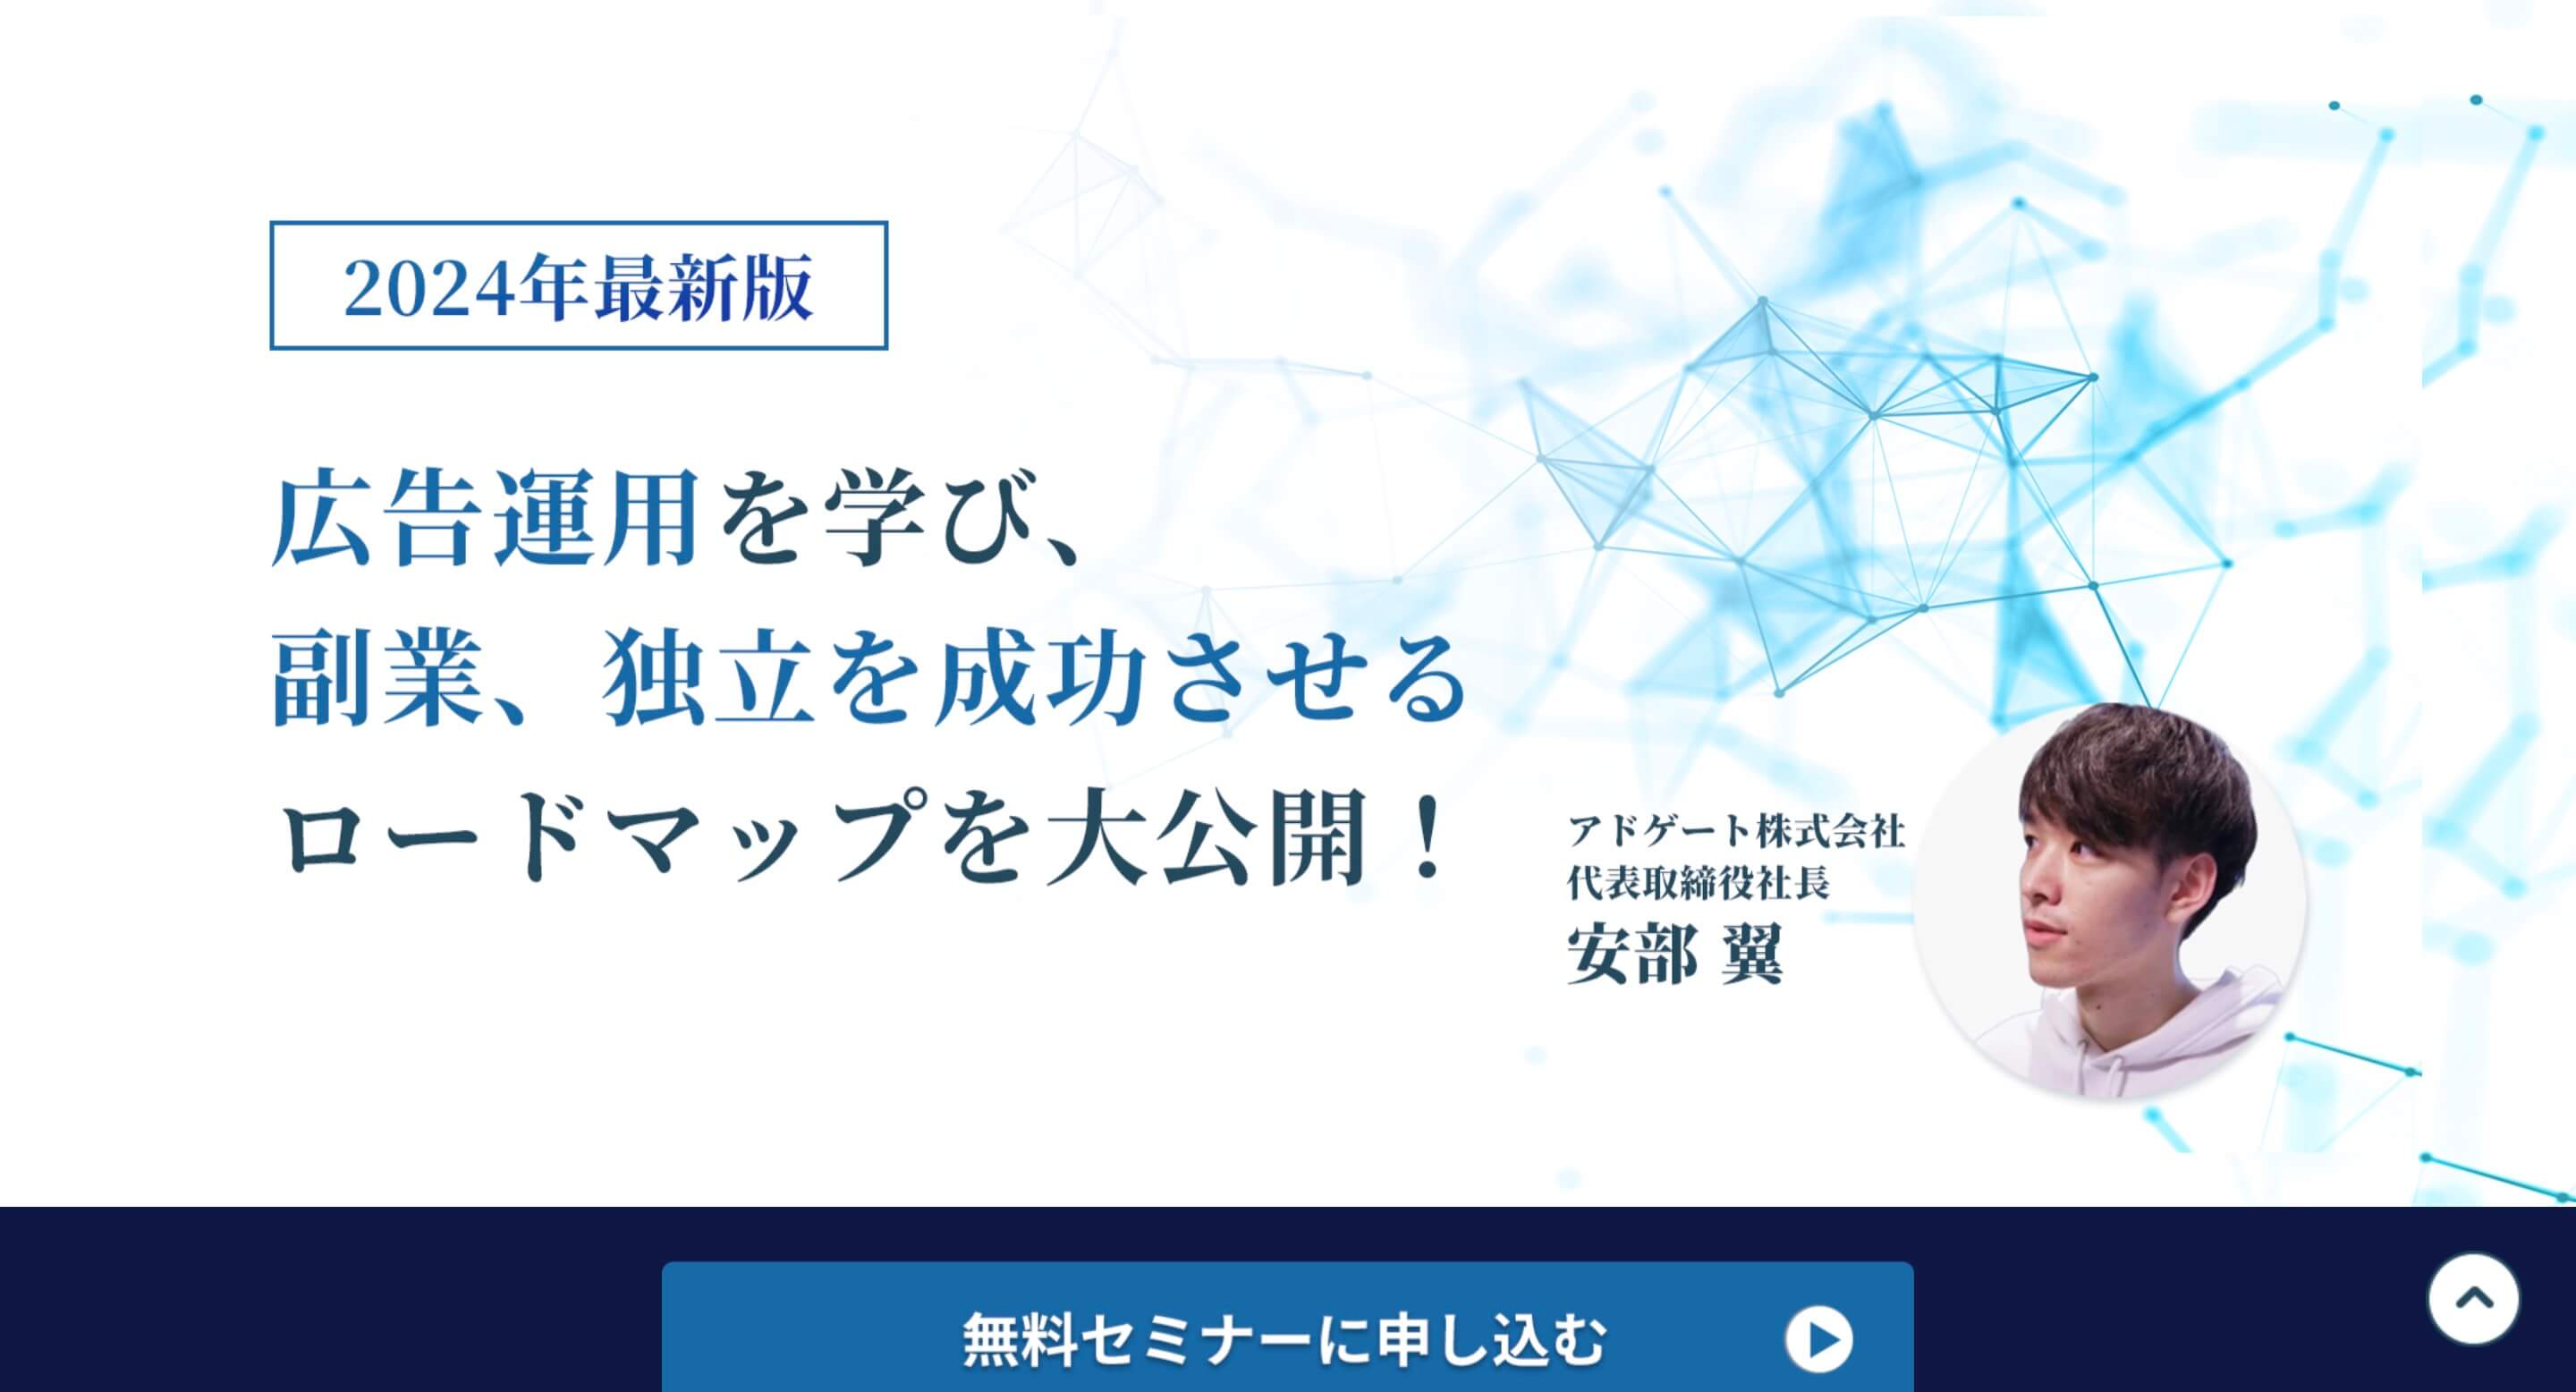 2024年最新版
広告運用を学び、
副業、独立を成功させる
ロードマップを大公開！
アドゲート株式会社
代表取締役社長
安部 翼
無料セミナーに申し込む